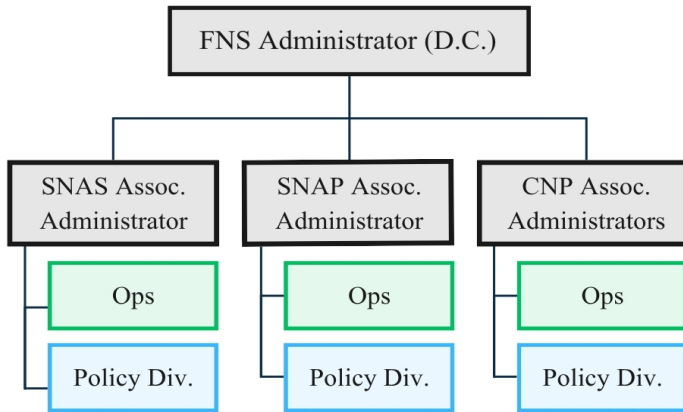 FNS Administrator (D.C.)
SNAS Assoc.
Administrator
SNAP Assoc.
Administrator
CNP Assoc.
Administrators
Ops
Ops
Ops
Policy Div.
Policy Div.
Policy Div.